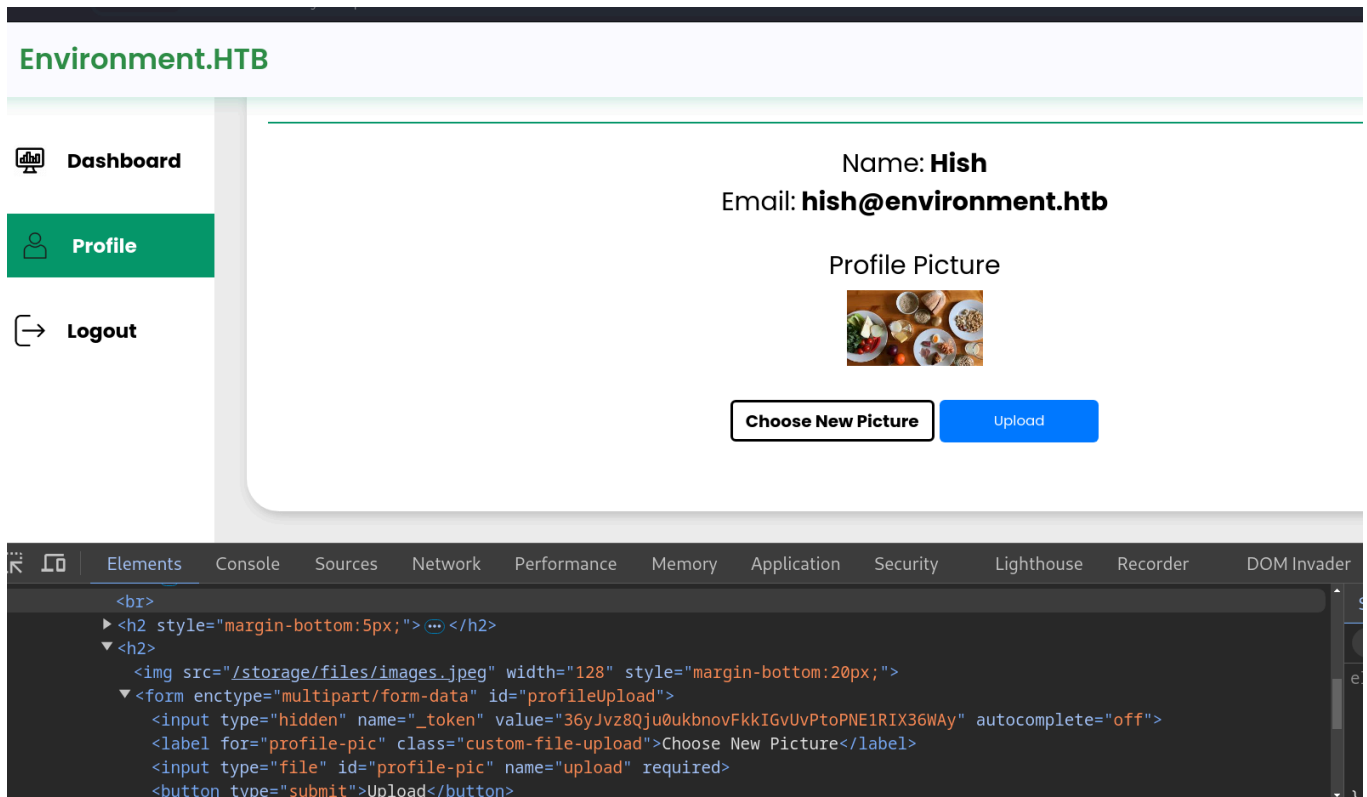 Environment.HTB
Dashboard
Profile
Logout
Name: Hish
Email: hish@environment.htb
Profile Picture
Choose New Picture Upload
Elements Console Sources Network Performance Memory Application Security Lighthouse Recorder DOM Invader
<br>
<h2 style="margin-bottom:5px;">…</h2>
<h2>
<img src="/storage/files/images.jpeg" width="128" style="margin-bottom:20px;">
<form enctype="multipart/form-data" id="profileUpload">
<input type="hidden" name="_token" value="36yJvz8Qju0ukbnovFkkIGvUvPtoPNE1RIX36WAy" autocomplete="off">
<label for="profile-pic" class="custom-file-upload">Choose New Picture</label>
<input type="file" id="profile-pic" name="upload" required>
<button type="submit">Upload</button>